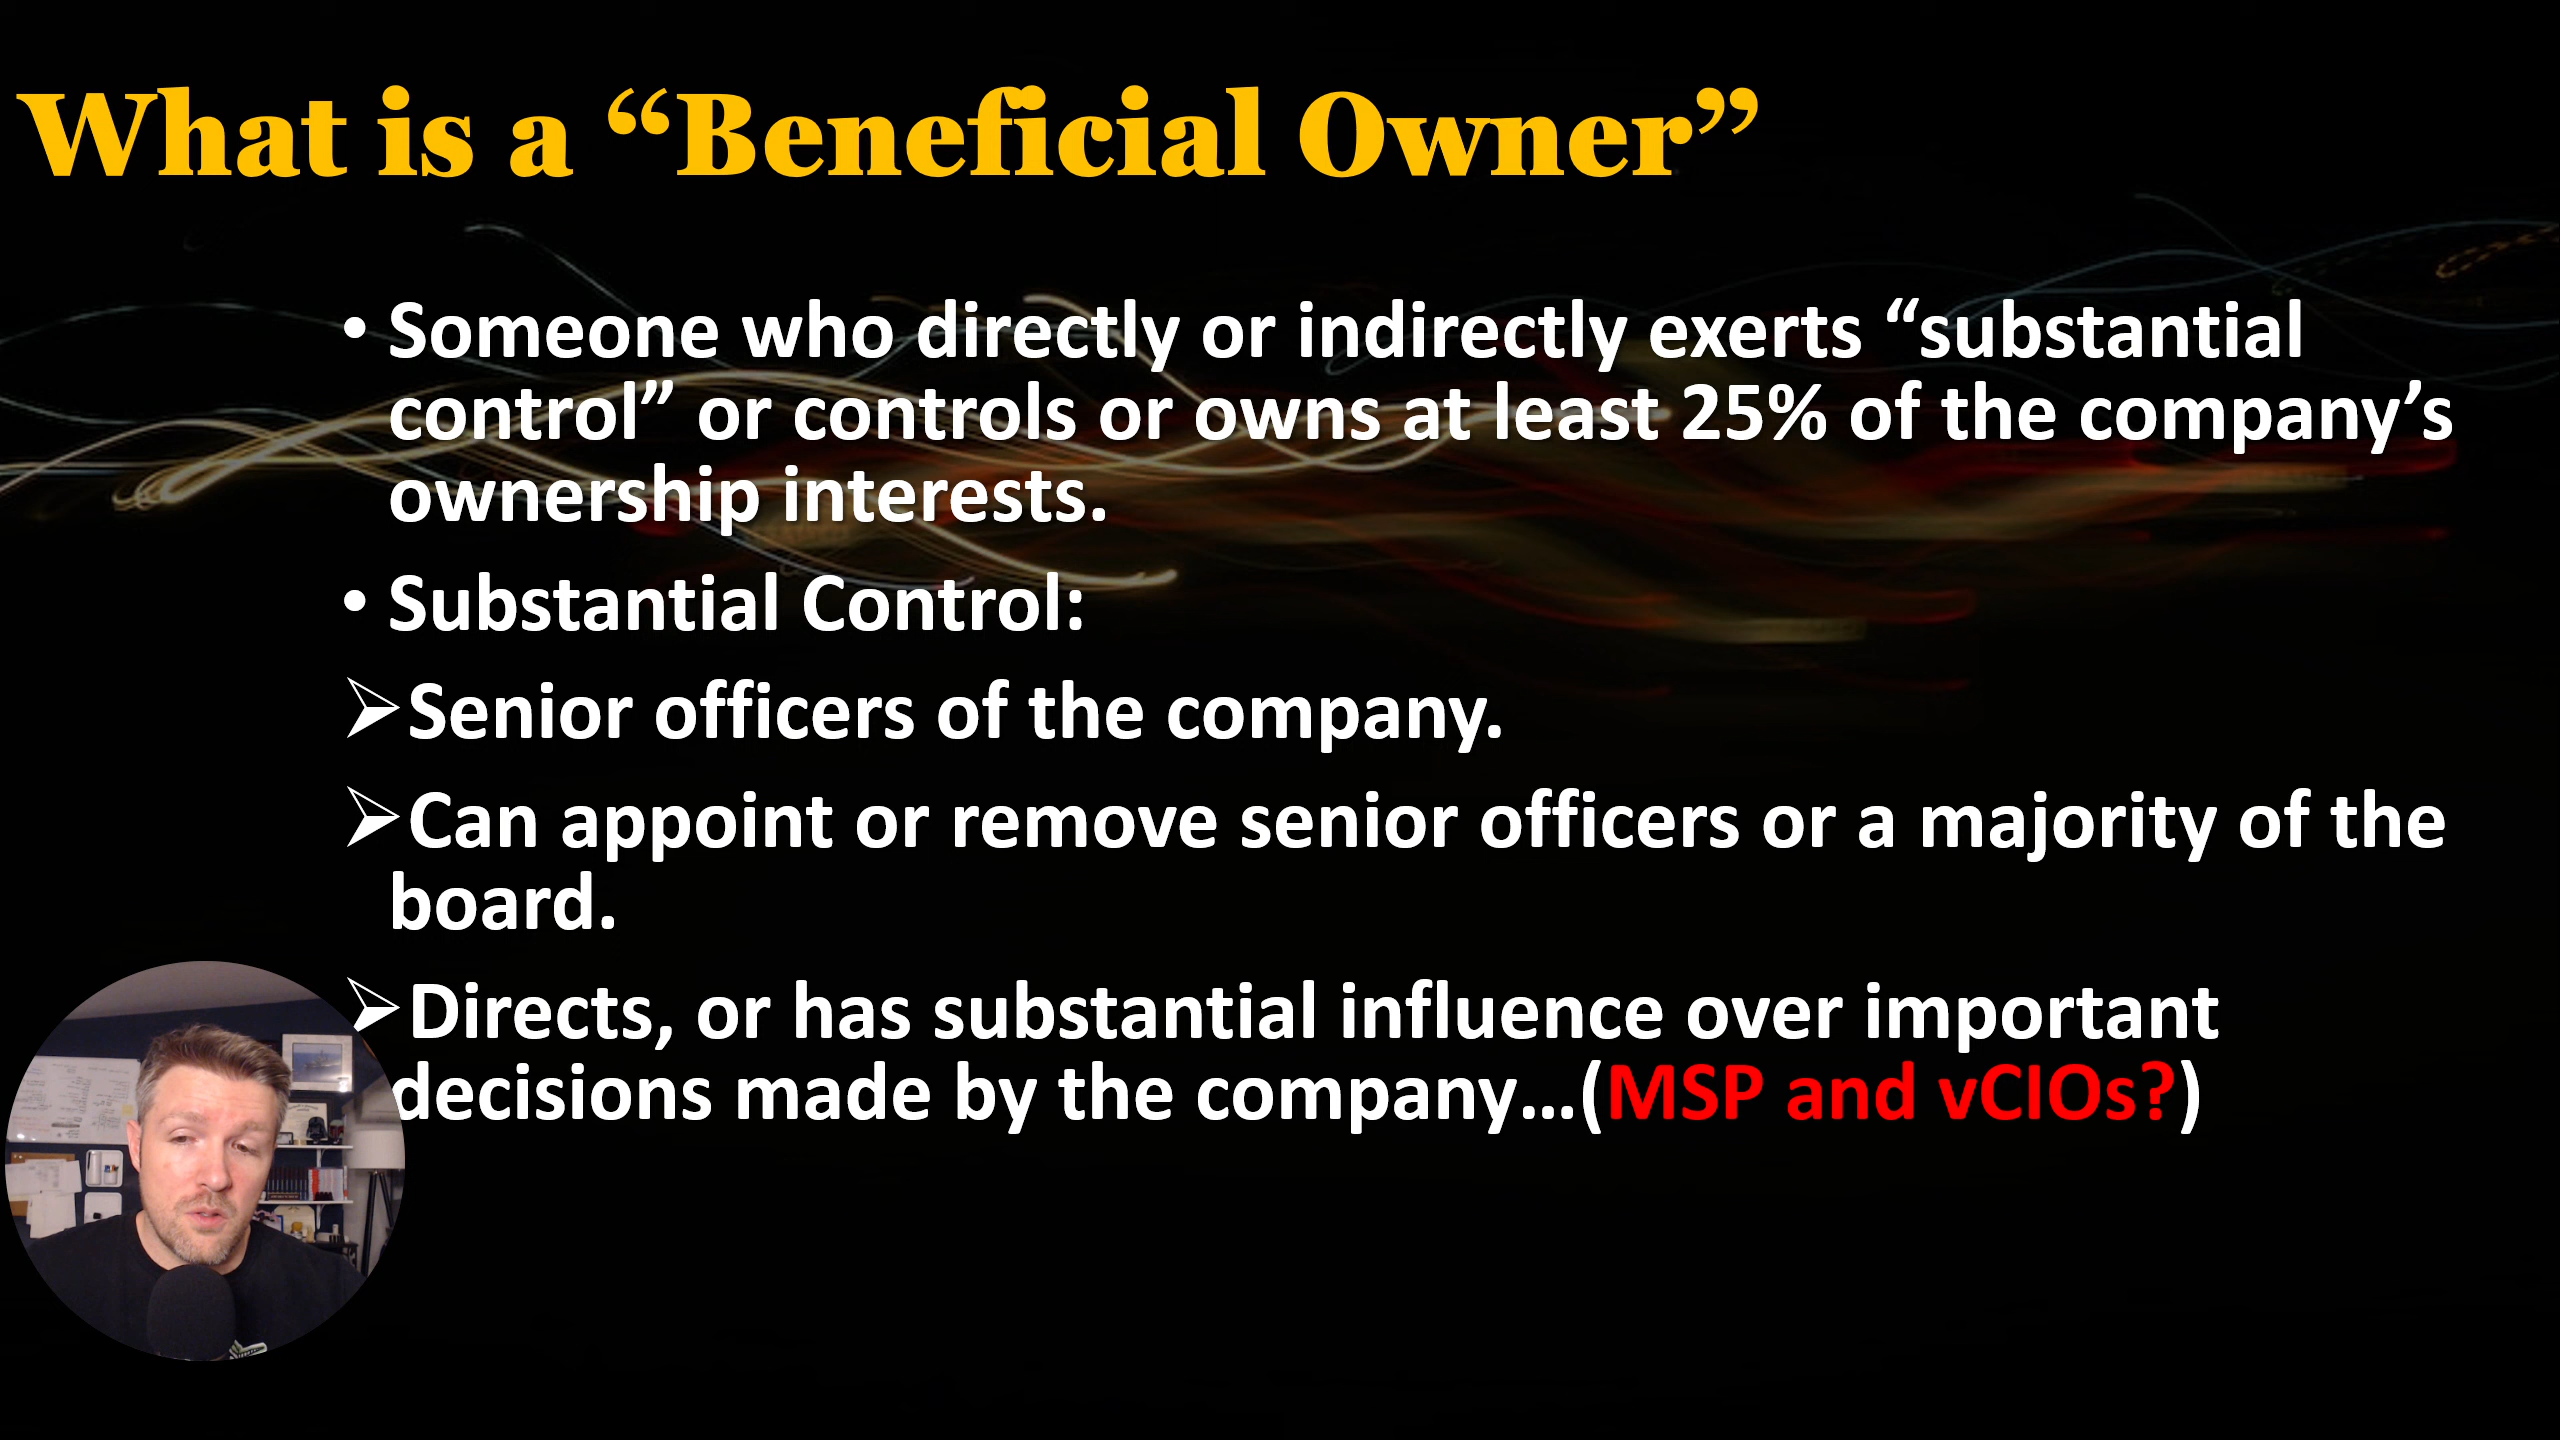 What is a “Beneficial Owner”
• Someone who directly or indirectly exerts “substantial
control” or controls or owns at least 25% of the company’s
ownership interests.
• Substantial Control:
➢Senior officers of the company.
➢Can appoint or remove senior officers or a majority of the
board.
➢Directs, or has substantial influence over important
decisions made by the company...(MSP and vCIOs?)